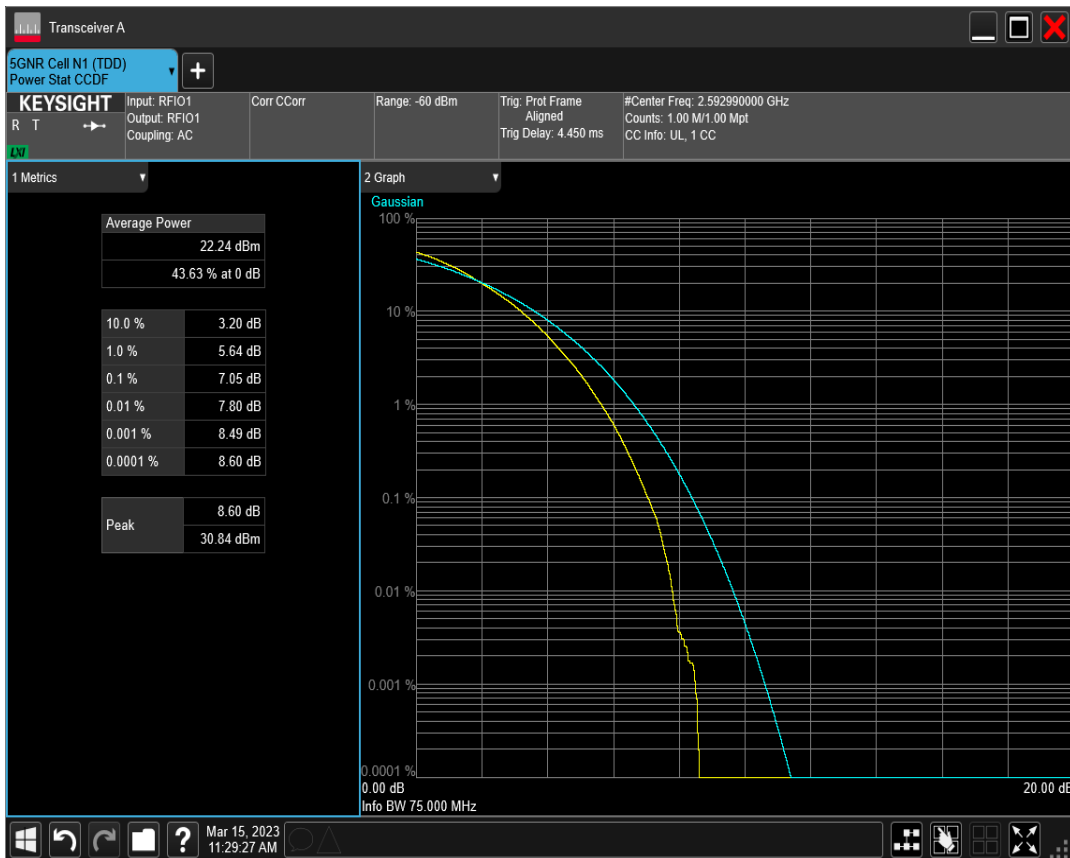 Transceiver A
5GNR Cell N1 (TDD)
Power Stat CCDF
KEYSIGHT
R T
LXI
Input: RFIO1
Output: RFIO1
Coupling: AC
Corr CCorr
Range: -60 dBm
Trig: Prot Frame
Aligned
Trig Delay: 4.450 ms
#Center Freq: 2.592990000 GHz
Counts: 1.00 M/1.00 Mpt
CC Info: UL, 1 CC
1 Metrics
Average Power
22.24 dBm
43.63 % at 0 dB
10.0 % 3.20 dB
1.0 % 5.64 dB
0.1 % 7.05 dB
0.01 % 7.80 dB
0.001 % 8.49 dB
0.0001 % 8.60 dB
Peak
8.60 dB
30.84 dBm
2 Graph
Gaussian
100 %
10 %
1 %
0.1 %
0.01 %
0.001 %
0.0001 %
0.00 dB 20.00 dB
Info BW 75.000 MHz
?
Mar 15, 2023
11:29:27 AM